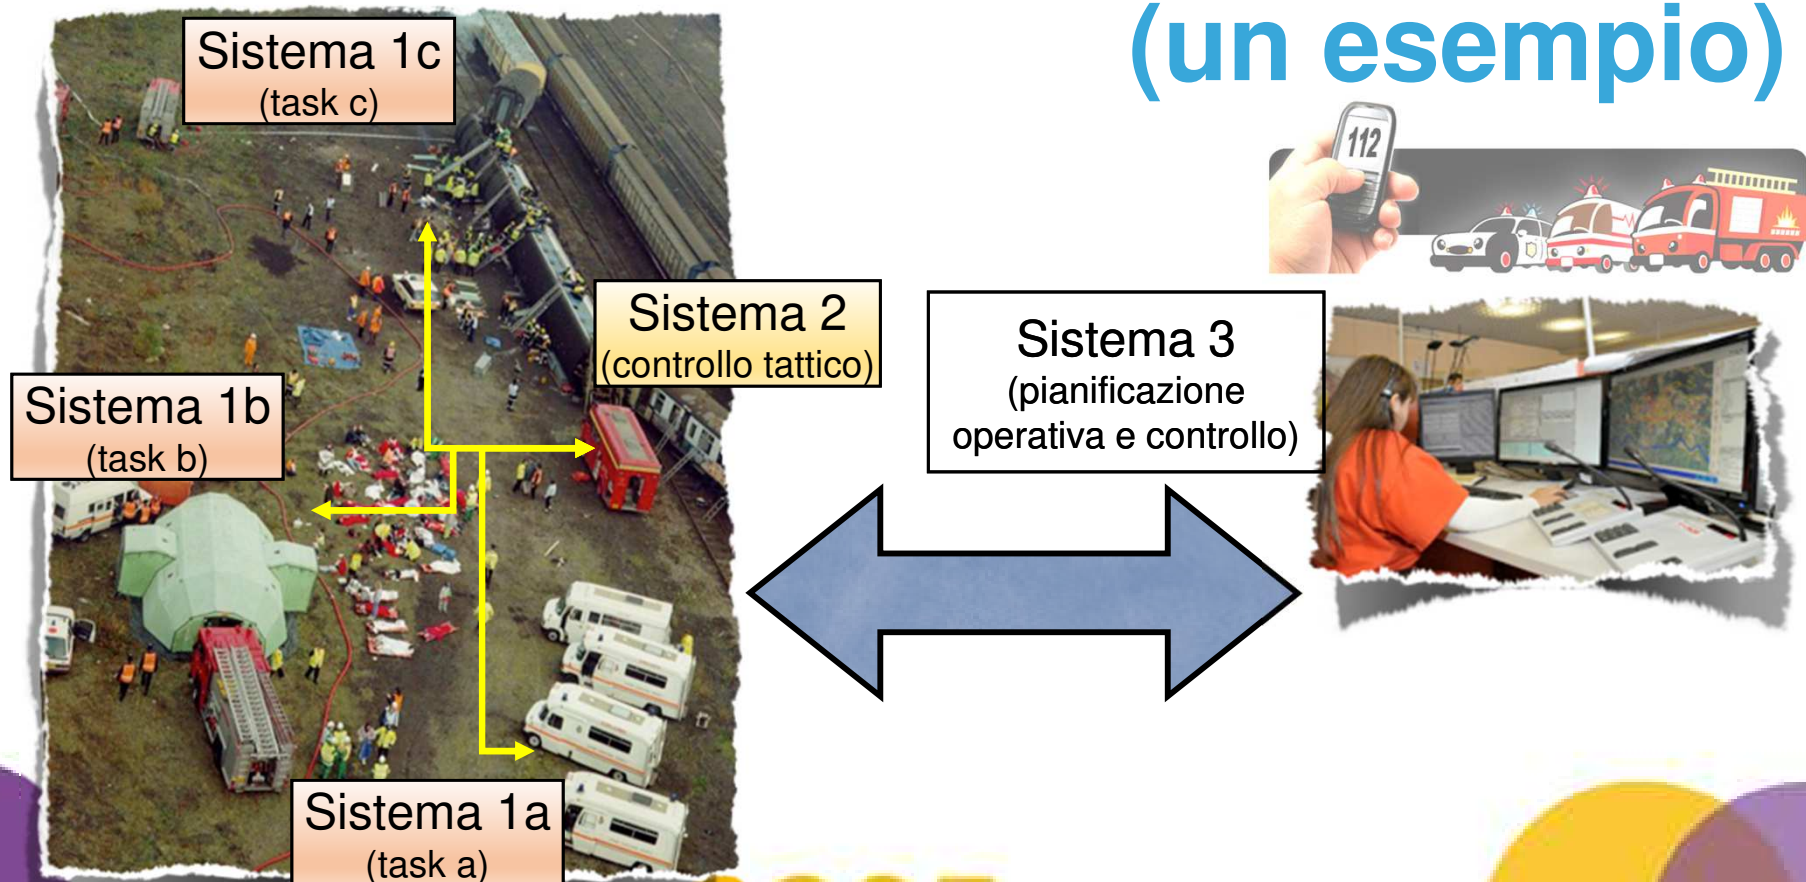 (un esempio)
Sistema 1c
(task c)
112
Sistema 2
(controllo tattico)
Sistema 3
(pianificazione
operativa e controllo)
Sistema 1b
(task b)
Sistema 1a
(task a)